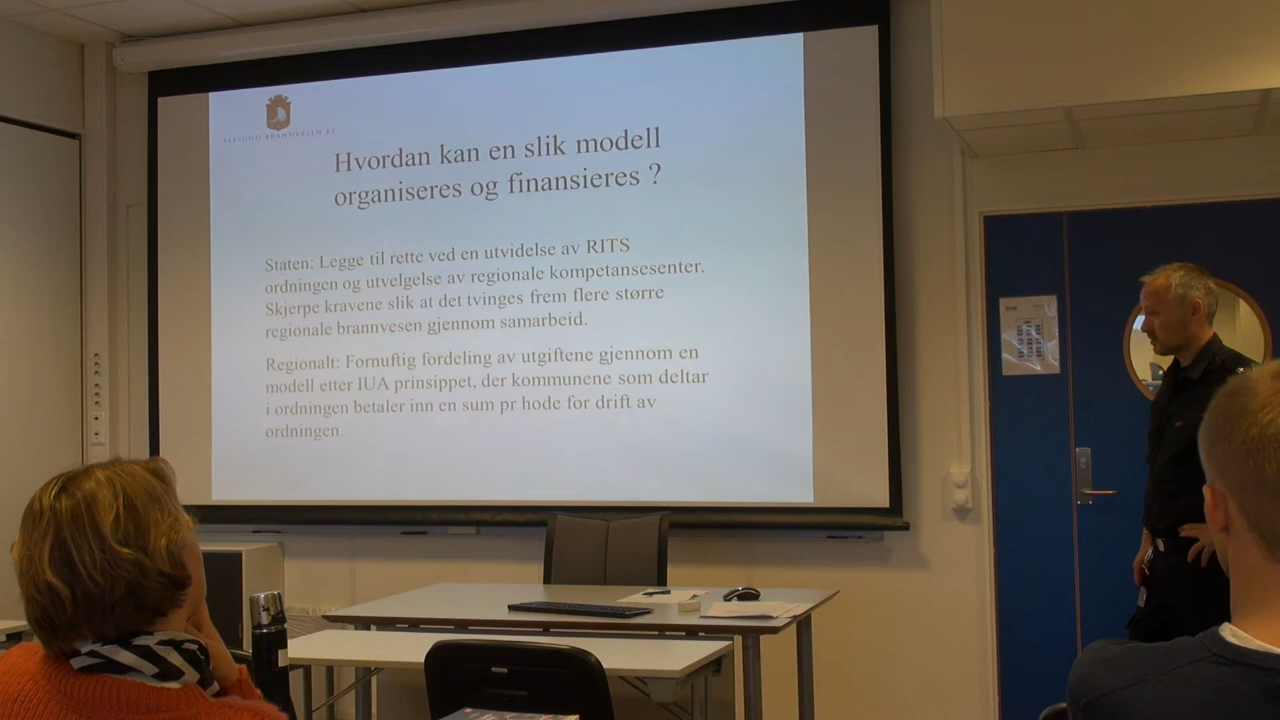 ÅLESUND BRANNVESEN KF
Hvordan kan en slik modell
organiseres og finansieres ?
Staten: Legge til rette ved en utvidelse av RITS
ordningen og utvelgelse av regionale kompetansesenter.
Skjerpe kravene slik at det tvinges frem flere større
regionale brannvesen gjennom samarbeid.
Regionalt: Fornuftig fordeling av utgiftene gjennom en
modell etter IUA prinsippet, der kommunene som deltar
i ordningen betaler inn en sum pr hode for drift av
ordningen.